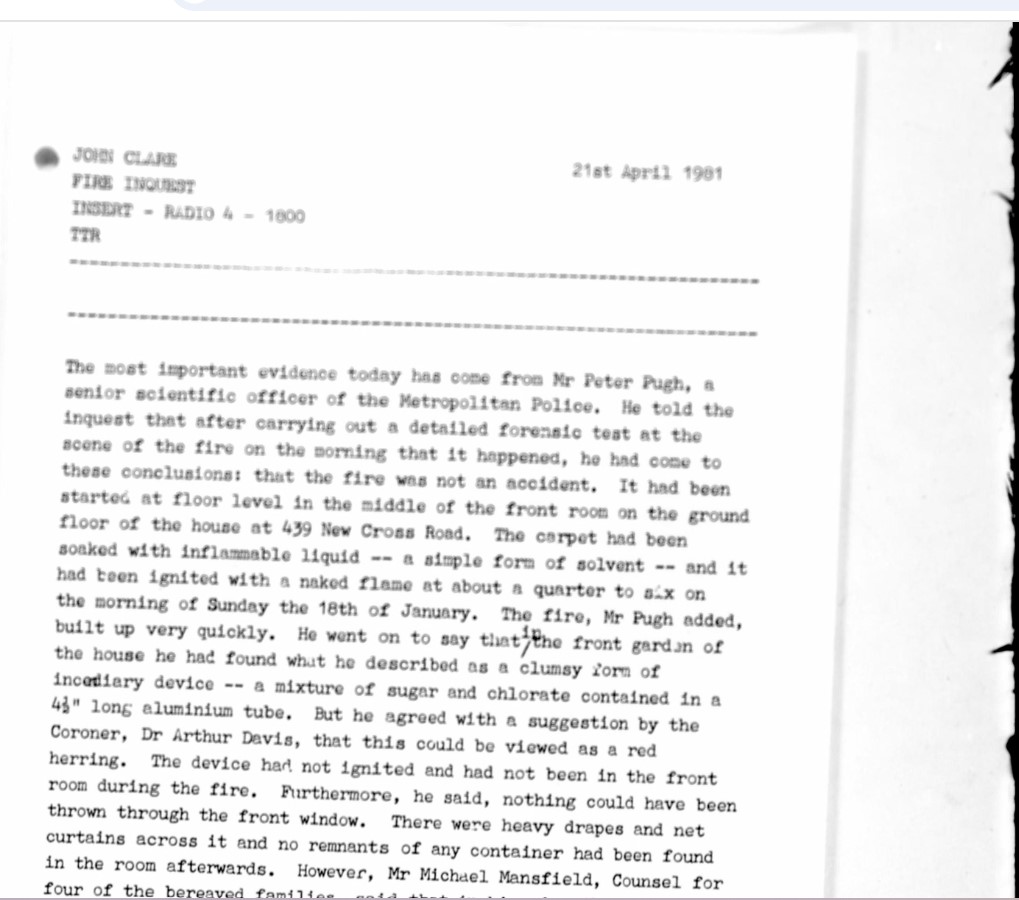 JOHN CLARE
21st April 1981
FIRE INQUEST
INSERT - RADIO 4 - 1800
TTR
The most important evidence today has come from Mr Peter Pugh, a
senior scientific officer of the Metropolitan Police. He told the
inquest that after carrying out a detailed forensic test at the
scene of the fire on the morning that it happened, he had come to
these conclusions: that the fire was not an accident. It had been
started at floor level in the middle of the front room on the ground
floor of the house at 439 New Cross Road. The carpet had been
soaked with inflammable liquid -- a simple form of solvent -- and it
had been ignited with a naked flame at about a quarter to six on
the morning of Sunday the 18th of January. The fire, Mr Pugh added,
built up very quickly. He went on to say that in the front garden of
the house he had found what he described as a clumsy form of
incediary device -- a mixture of sugar and chlorate contained in a
4½" long aluminium tube. But he agreed with a suggestion by the
Coroner, Dr Arthur Davis, that this could be viewed as a red
herring. The device had not ignited and had not been in the front
room during the fire. Furthermore, he said, nothing could have been
thrown through the front window. There were heavy drapes and net
curtains across it and no remnants of any container had been found
in the room afterwards. However, Mr Michael Mansfield, Counsel for
four of the bereaved families, said that